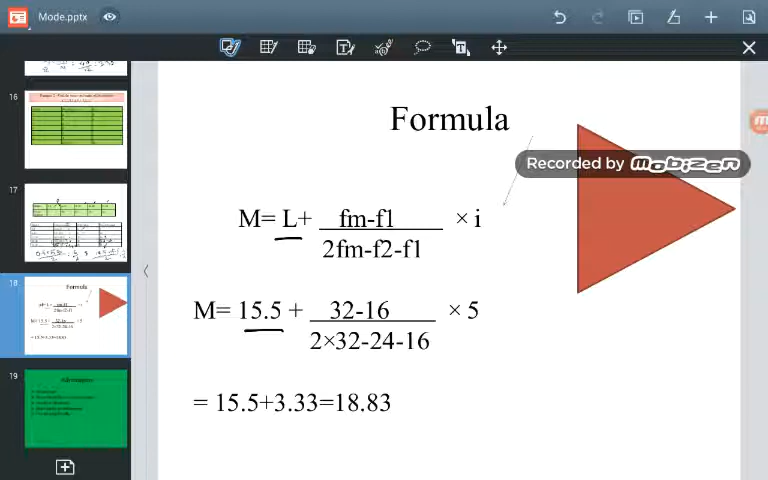 Mode.pptx
16
17
18
Formula
19
Formula
Recorded by mobizen
M= L+ fm-f1 × i
2fm-f2-f1
M= 15.5 + 32-16 × 5
2×32-24-16
= 15.5+3.33=18.83